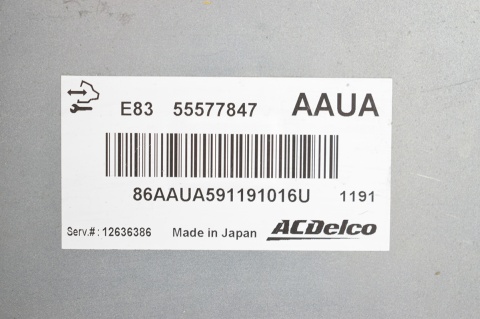 E83 55577847 AAUA
86AAUA591191016U 1191
Serv.#: 12636386 Made in Japan ACDelco